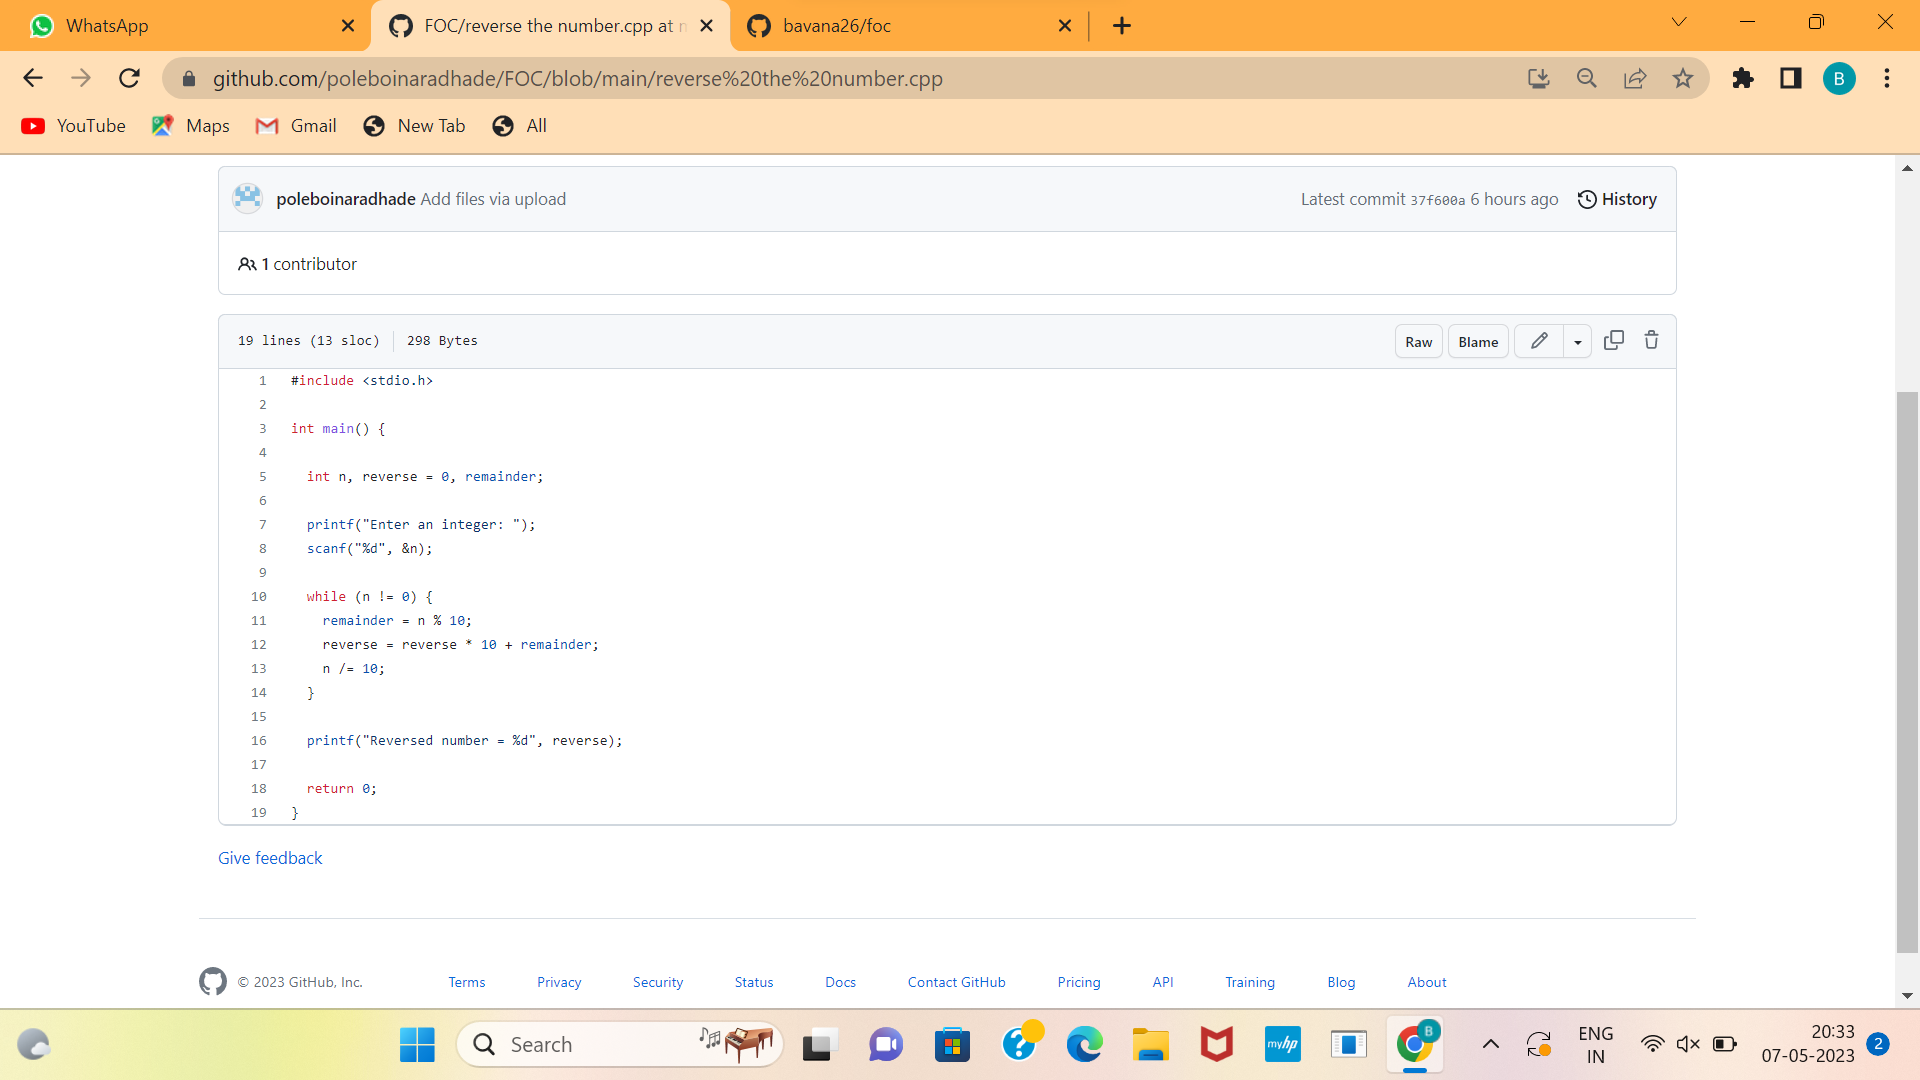 WhatsApp
FOC/reverse the number.cpp at
bavana26/foc
github.com/poleboinaradhade/FOC/blob/main/reverse%20the%20number.cpp
B
YouTube
Maps
Gmail
New Tab
All
poleboinaradhade Add files via upload
Latest commit 37f600a 6 hours ago
History
1 contributor
19 lines (13 sloc)
298 Bytes
Raw
Blame
1 #include <stdio.h>
2
3 int main() {
4
5 int n, reverse = 0, remainder;
6
7 printf("Enter an integer: ");
8 scanf("%d", &n);
9
10 while (n != 0) {
11 remainder = n % 10;
12 reverse = reverse * 10 + remainder;
13 n /= 10;
14 }
15
16 printf("Reversed number = %d", reverse);
17
18 return 0;
19 }
Give feedback
© 2023 GitHub, Inc.
Terms
Privacy
Security
Status
Docs
Contact GitHub
Pricing
API
Training
Blog
About
Search
myhp
B
ENG
IN
20:33
07-05-2023
2